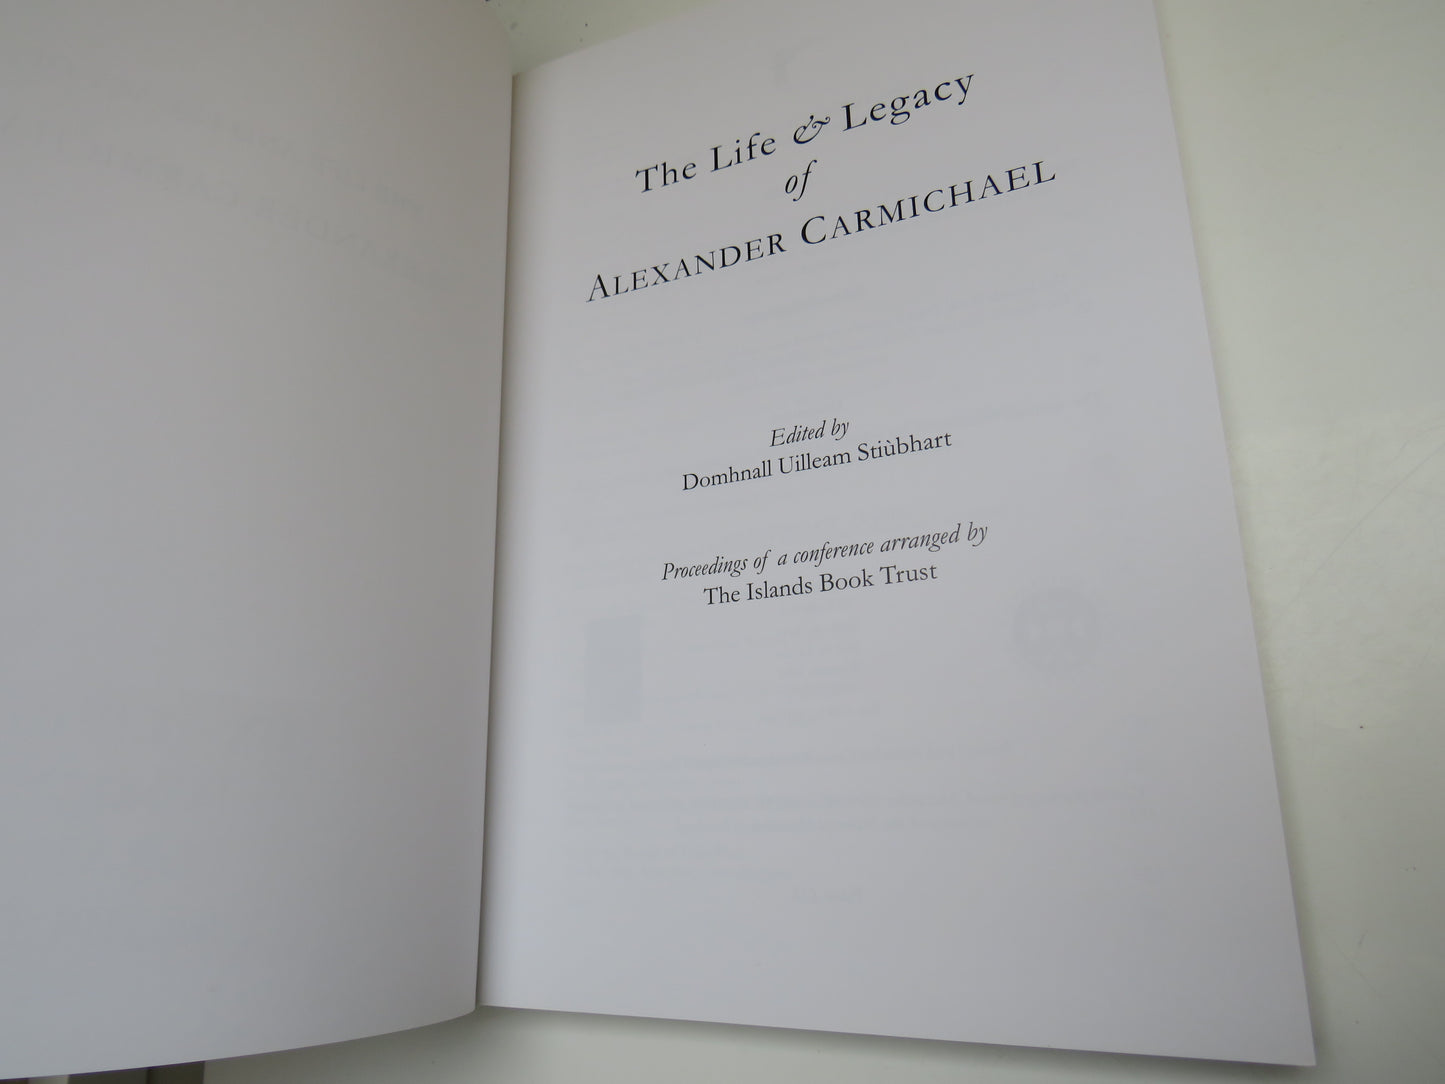 The Life & Legacy
of
ALEXANDER CARMICHAEL
Edited by
Domhnall Uilleam Stiùbhart
Proceedings of a conference arranged by
The Islands Book Trust